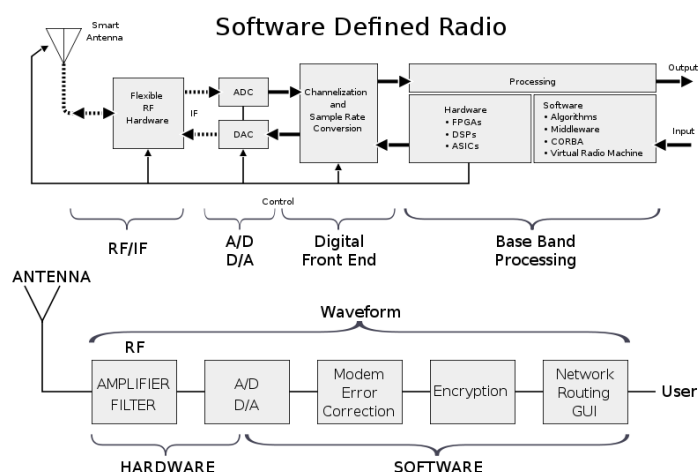 Software Defined Radio
Smart
Antenna
Flexible
RF
Hardware
IF
ADC
DAC
Channelization
and
Sample Rate
Conversion
Processing
Hardware
• FPGAs
• DSPs
• ASICs
Software
• Algorithms
• Middleware
• CORBA
• Virtual Radio Machine
Output
Input
Control
RF/IF
A/D
D/A
Digital
Front End
Base Band
Processing
ANTENNA
Waveform
RF
AMPLIFIER
FILTER
A/D
D/A
Modem
Error
Correction
Encryption
Network
Routing
GUI
User
HARDWARE
SOFTWARE